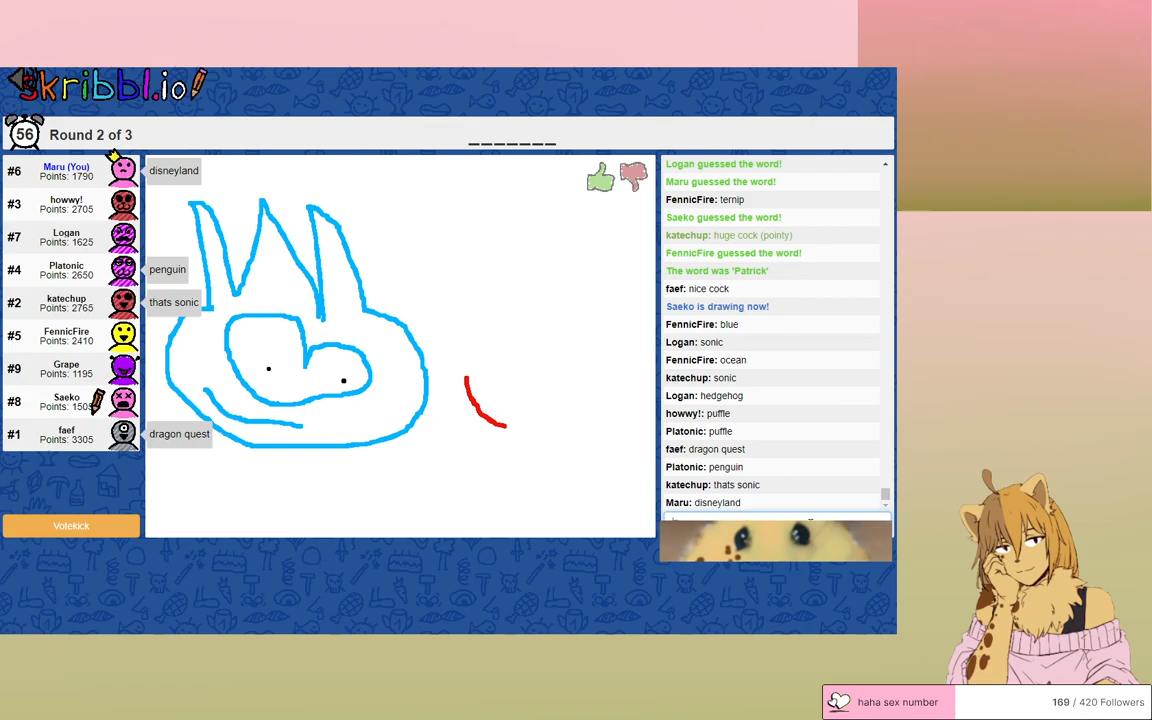 skribbl.io
56
Round 2 of 3
_______
#6
Maru (You)
Points: 1790
disneyland
#3
howwy!
Points: 2705
#7
Logan
Points: 1625
#4
Platonic
Points: 2650
penguin
#2
katechup
Points: 2765
thats sonic
#5
FennicFire
Points: 2410
#9
Grape
Points: 1195
#8
Saeko
Points: 1505
#1
faef
Points: 3305
dragon quest
Votekick
Logan guessed the word!
Maru guessed the word!
FennicFire: ternip
Saeko guessed the word!
katechup: huge cock (pointy)
FennicFire guessed the word!
The word was 'Patrick'
faef: nice cock
Saeko is drawing now!
FennicFire: blue
Logan: sonic
FennicFire: ocean
katechup: sonic
Logan: hedgehog
howwy!: puffle
Platonic: puffle
faef: dragon quest
Platonic: penguin
katechup: thats sonic
Maru: disneyland
haha sex number
169 / 420 Followers